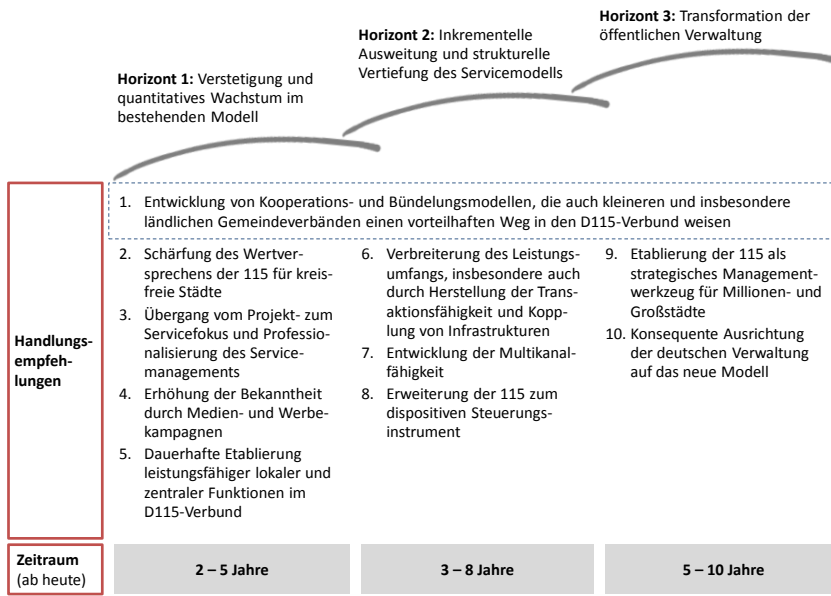 Horizont 1: Verstetigung und
quantitatives Wachstum im
bestehenden Modell
Horizont 2: Inkrementelle
Ausweitung und strukturelle
Vertiefung des Servicemodells
Horizont 3: Transformation der
öffentlichen Verwaltung
Handlungs-
empfeh-
lungen
1. Entwicklung von Kooperations- und Bündelungsmodellen, die auch kleineren und insbesondere
ländlichen Gemeindeverbänden einen vorteilhaften Weg in den D115-Verbund weisen
2. Schärfung des Wertver-
sprechens der 115 für kreis-
freie Städte
3. Übergang vom Projekt- zum
Servicefokus und Professio-
nalisierung des Service-
managements
4. Erhöhung der Bekanntheit
durch Medien- und Werbe-
kampagnen
5. Dauerhafte Etablierung
leistungsfähiger lokaler und
zentraler Funktionen im
D115-Verbund
6. Verbreiterung des Leistungs-
umfangs, insbesondere auch
durch Herstellung der Trans-
aktionsfähigkeit und Kopp-
lung von Infrastrukturen
7. Entwicklung der Multikanal-
fähigkeit
8. Erweiterung der 115 zum
dispositiven Steuerungs-
instrument
9. Etablierung der 115 als
strategisches Management-
werkzeug für Millionen- und
Großstädte
10. Konsequente Ausrichtung
der deutschen Verwaltung
auf das neue Modell
Zeitraum
(ab heute)
2 – 5 Jahre
3 – 8 Jahre
5 – 10 Jahre